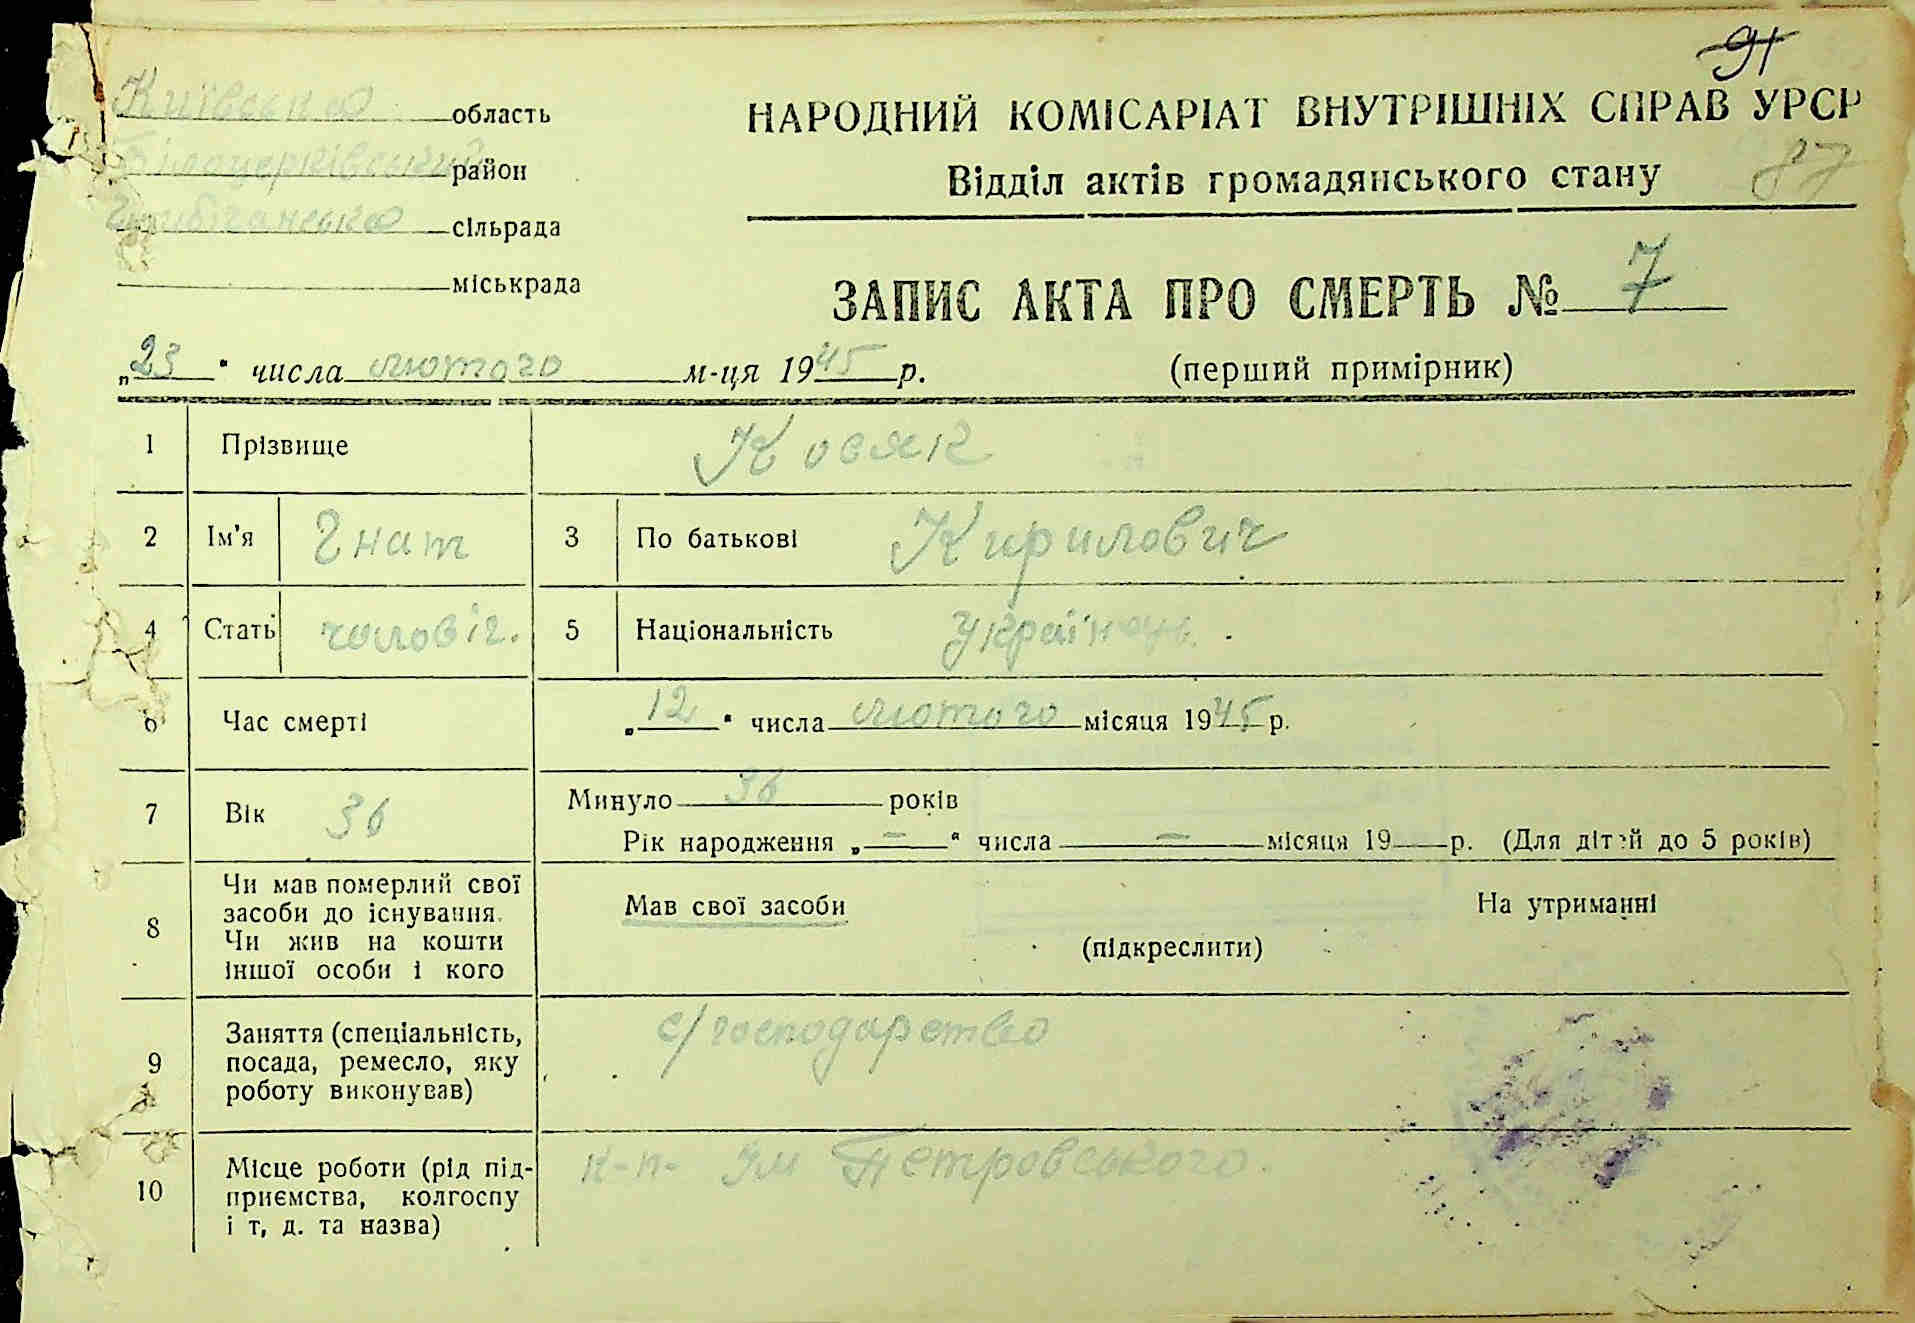 91
Київська область
Білоцерківський район
сільрада
міськрада
НАРОДНИЙ КОМІСАРІАТ ВНУТРІШНІХ СПРАВ УРСР
Відділ актів громадянського стану 87
ЗАПИС АКТА ПРО СМЕРТЬ № 7
„23“ числа лютого м-ця 1945 р. (перший примірник)
1 Прізвище Ковяк
2 Ім'я Гнат 3 По батькові Кирилович
4 Стать чоловіч. 5 Національність Українець.
6 Час смерті „12“ числа лютого місяця 1945 р.
7 Вік 36 Минуло 36 років
Рік народження „—“ числа — місяця 19 р. (Для дітей до 5 років)
8 Чи мав померлий свої засоби до існування.
Чи жив на кошти іншої особи і кого
Мав свої засоби На утриманні
(підкреслити)
9 Заняття (спеціальність,
посада, ремесло, яку
роботу виконував)
с/господарство
10 Місце роботи (рід під-
приємства, колгоспу
і т, д. та назва)
к-п- Ім Петровського.